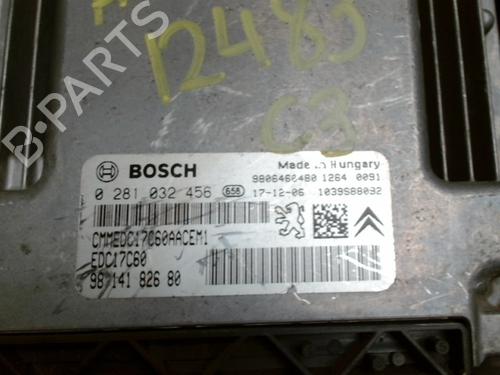 12483
C3
B-PARTS
BOSCH
Made in Hungary
9806460480 1264 0091
0 281 032 456 656 17-12-06 1039S88032
CMMEDC17C60AACEM1
EDC17C60
98 141 826 80